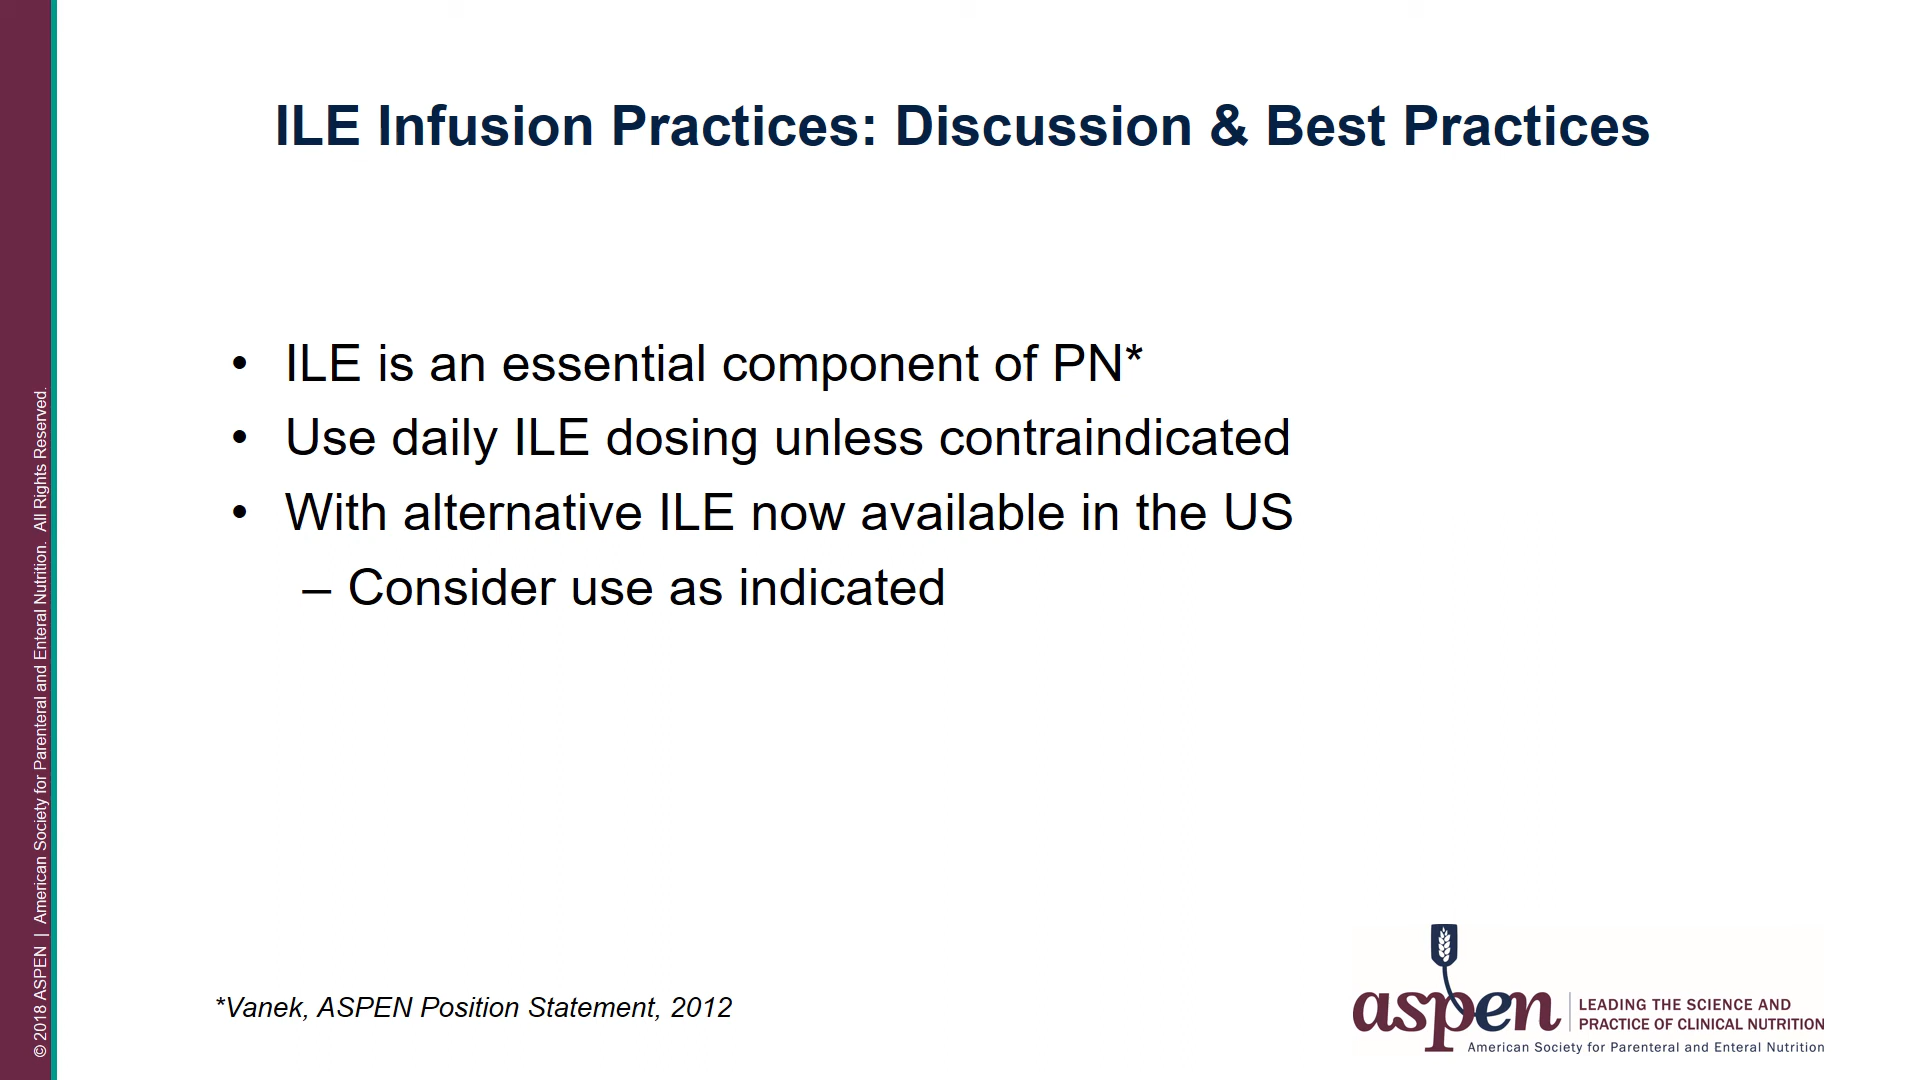 ILE Infusion Practices: Discussion & Best Practices
• ILE is an essential component of PN*
• Use daily ILE dosing unless contraindicated
• With alternative ILE now available in the US
– Consider use as indicated
*Vanek, ASPEN Position Statement, 2012
© 2018 ASPEN | American Society for Parenteral and Enteral Nutrition. All Rights Reserved.
aspen
LEADING THE SCIENCE AND
PRACTICE OF CLINICAL NUTRITION
American Society for Parenteral and Enteral Nutrition